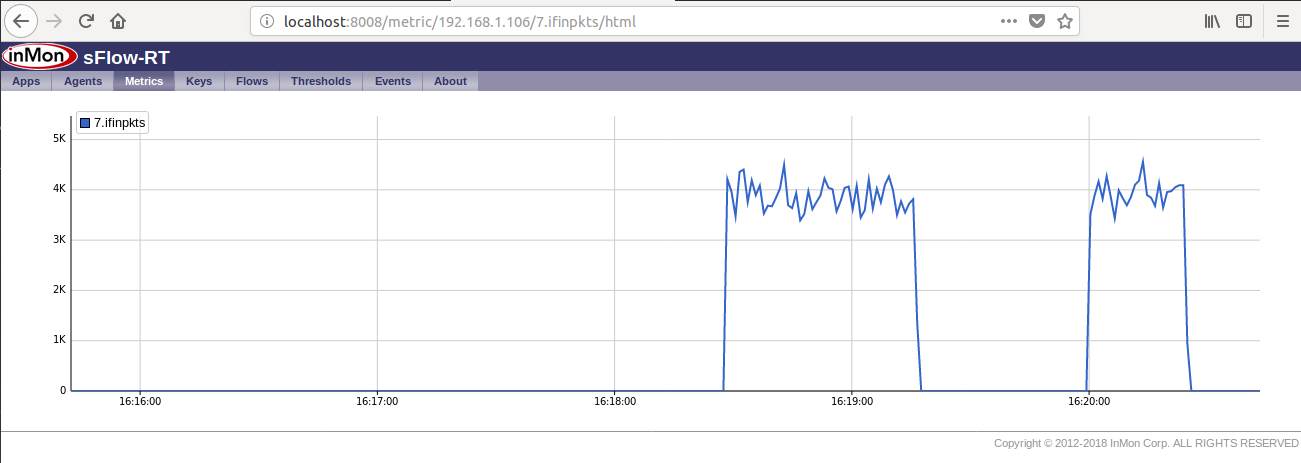 localhost:8008/metric/192.168.1.106/7.ifinpkts/html
inMon sFlow-RT
Apps Agents Metrics Keys Flows Thresholds Events About
7.ifinpkts
5K
4K
3K
2K
1K
0
16:16:00 16:17:00 16:18:00 16:19:00 16:20:00
Copyright © 2012-2018 InMon Corp. ALL RIGHTS RESERVED